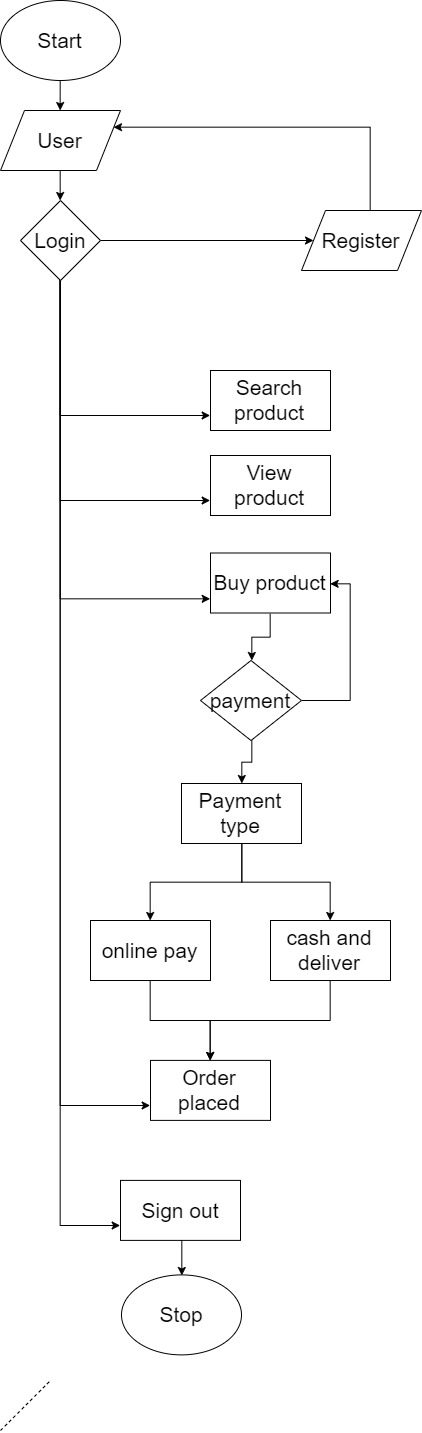 Start
User
Login
Register
Search
product
View
product
Buy product
payment
Payment
type
online pay
cash and
deliver
Order
placed
Sign out
Stop